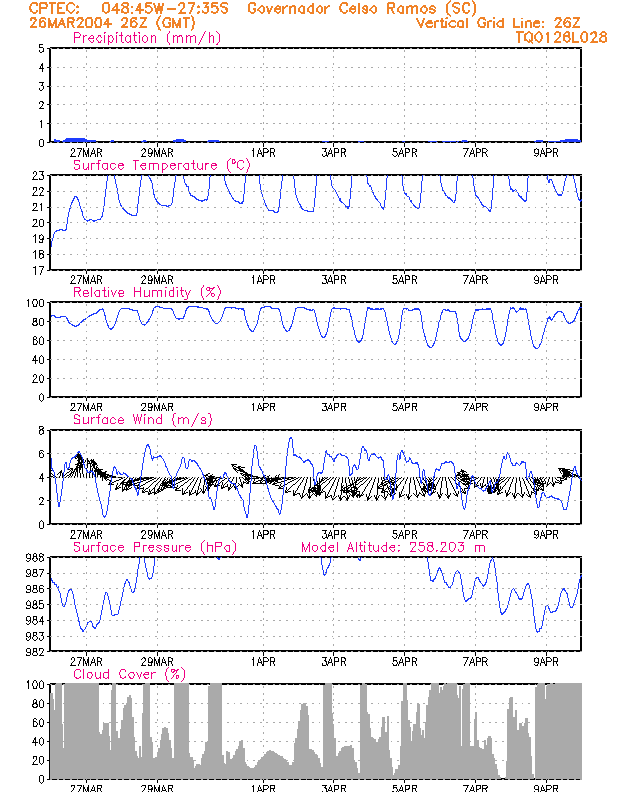 CPTEC: 048:45W-27:35S Governador Celso Ramos (SC)
26MAR2004 26Z (GMT) Vertical Grid Line: 26Z
Precipitation (mm/h) TQ0126L028
5
4
3
2
1
0
27MAR 29MAR 1APR 3APR 5APR 7APR 9APR
Surface Temperature (°C)
23
22
21
20
19
18
17
27MAR 29MAR 1APR 3APR 5APR 7APR 9APR
Relative Humidity (%)
100
80
60
40
20
0
27MAR 29MAR 1APR 3APR 5APR 7APR 9APR
Surface Wind (m/s)
8
6
4
2
0
27MAR 29MAR 1APR 3APR 5APR 7APR 9APR
Surface Pressure (hPa) Model Altitude: 258.203 m
988
987
986
985
984
983
982
27MAR 29MAR 1APR 3APR 5APR 7APR 9APR
Cloud Cover (%)
100
80
60
40
20
0
27MAR 29MAR 1APR 3APR 5APR 7APR 9APR